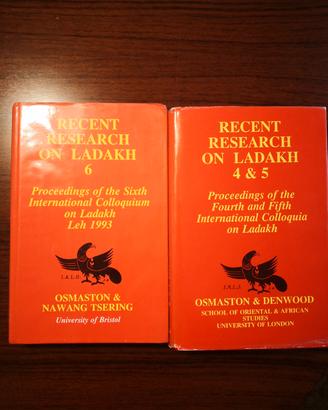 RECENT
RESEARCH
ON LADAKH
6
Proceedings of the Sixth
International Colloquium
on Ladakh
Leh 1993
I.A.L.S.
OSMASTON &
NAWANG TSERING
University of Bristol
RECENT
RESEARCH
ON LADAKH
4 & 5
Proceedings of the
Fourth and Fifth
International Colloquia
on Ladakh
I.A.L.S.
OSMASTON & DENWOOD
SCHOOL OF ORIENTAL & AFRICAN
STUDIES
UNIVERSITY OF LONDON